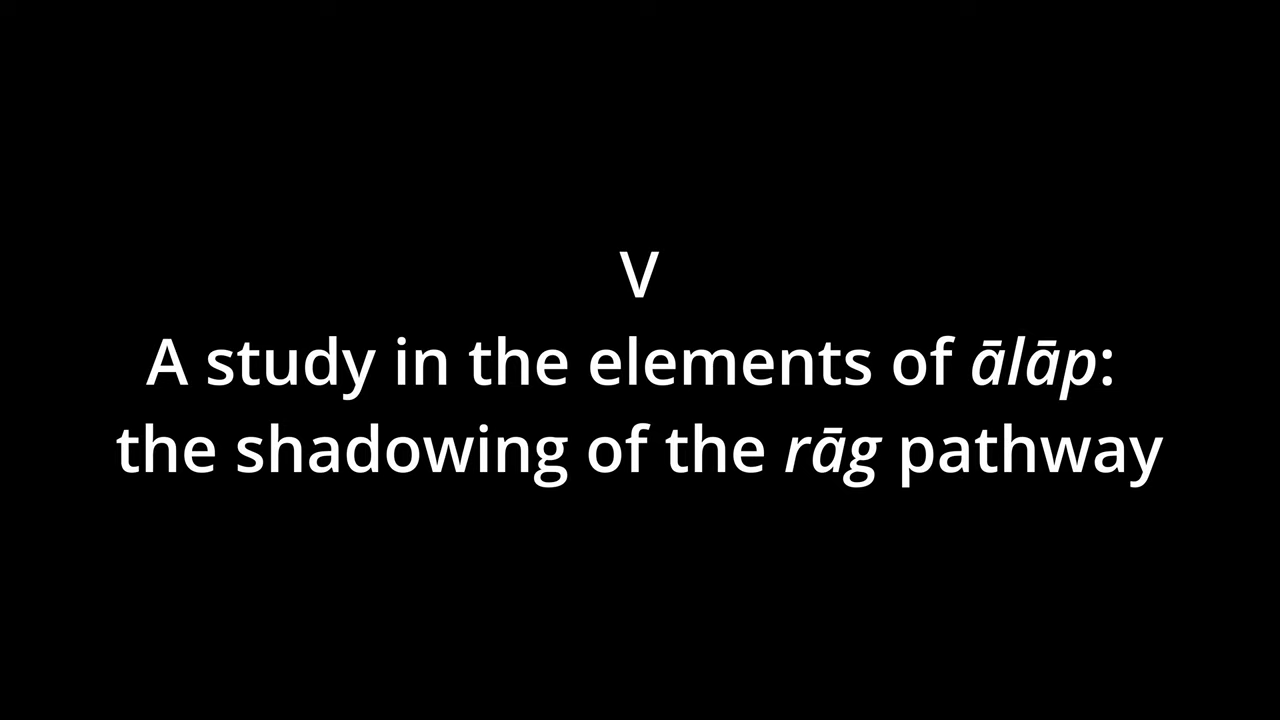 V
A study in the elements of ālāp:
the shadowing of the rāg pathway